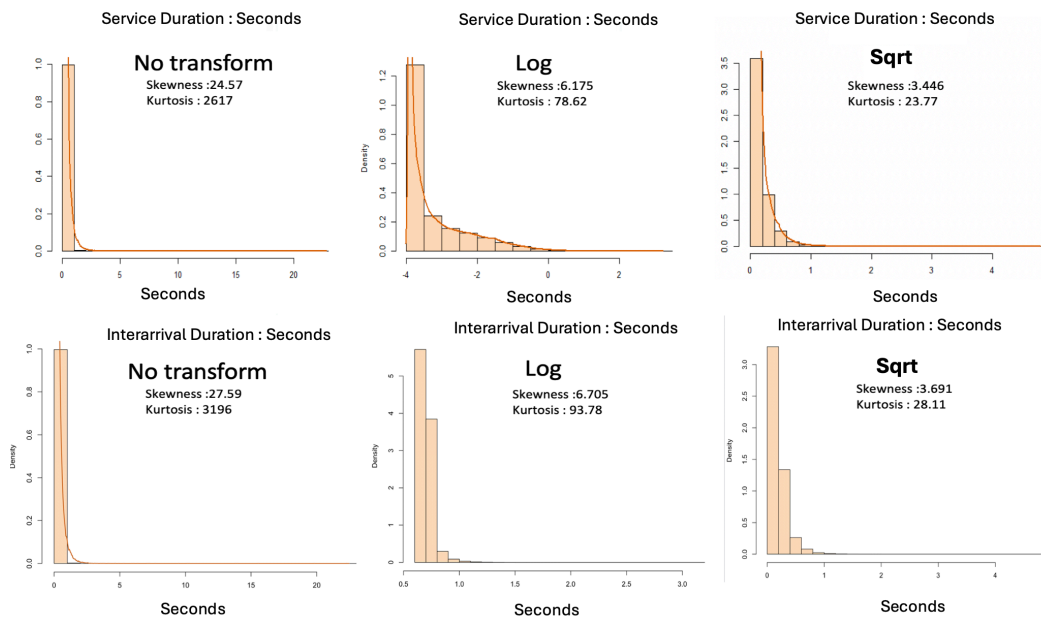 Service Duration : Seconds
No transform
Skewness :24.57
Kurtosis : 2617
0.0 0.2 0.4 0.6 0.8 1.0
0 5 10 15 20
Seconds
Service Duration : Seconds
Log
Skewness :6.175
Kurtosis : 78.62
Density
0.0 0.2 0.4 0.6 0.8 1.0 1.2
-4 -2 0 2
Seconds
Service Duration : Seconds
Sqrt
Skewness :3.446
Kurtosis : 23.77
0.0 0.5 1.0 1.5 2.0 2.5 3.0 3.5
0 1 2 3 4
Seconds
Interarrival Duration : Seconds
No transform
Skewness :27.59
Kurtosis : 3196
Density
0.0 0.2 0.4 0.6 0.8 1.0
0 5 10 15 20
Seconds
Interarrival Duration : Seconds
Log
Skewness :6.705
Kurtosis : 93.78
Density
0 1 2 3 4 5
0.5 1.0 1.5 2.0 2.5 3.0
Seconds
Interarrival Duration : Seconds
Sqrt
Skewness :3.691
Kurtosis : 28.11
Density
0.0 0.5 1.0 1.5 2.0 2.5 3.0
0 1 2 3 4
Seconds